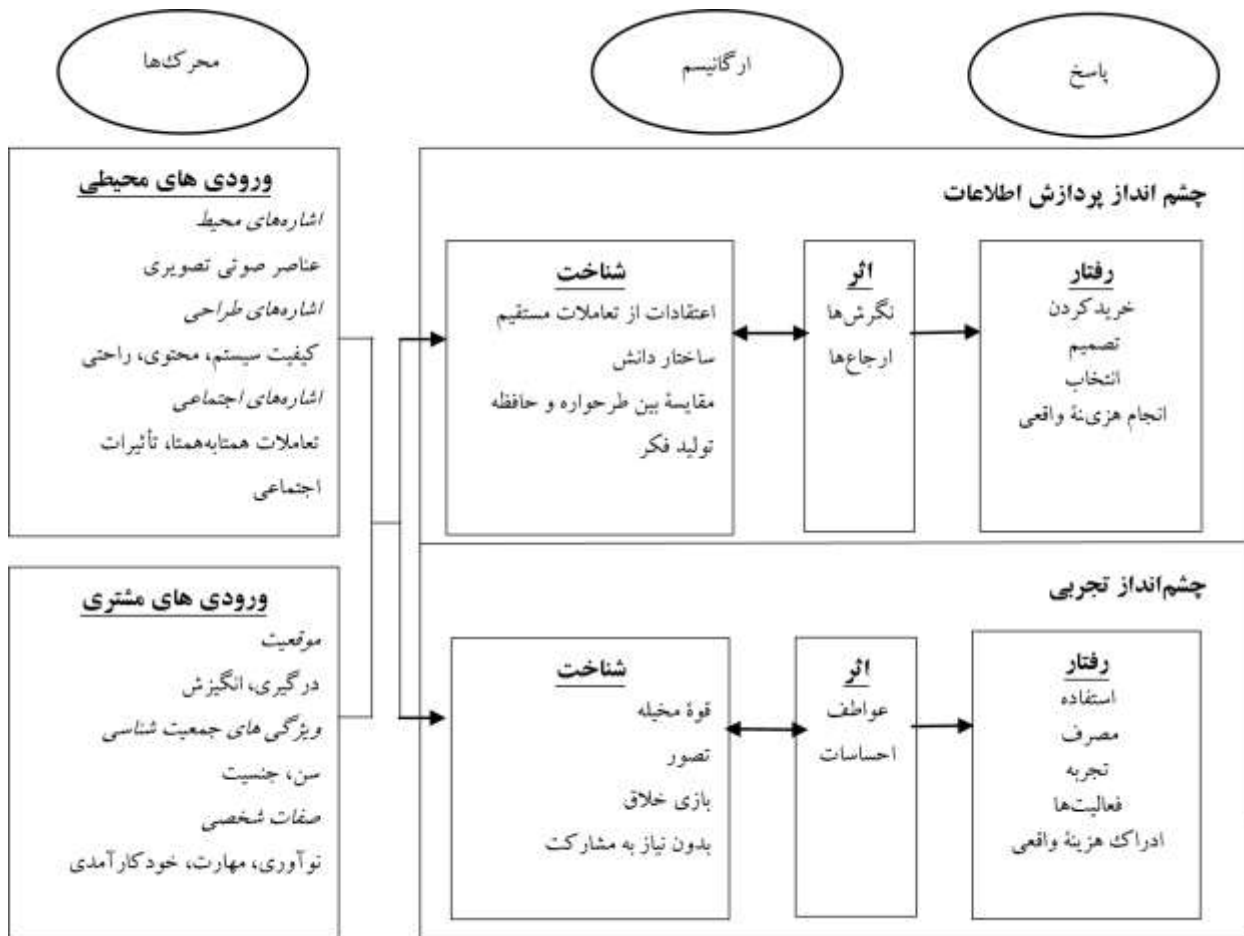 محرک‌ها
ارگانیسم
پاسخ
ورودی های محیطی
اشاره‌های محیط
عناصر صوتی تصویری
اشاره‌های طراحی
کیفیت سیستم، محتوی، راحتی
اشاره‌های اجتماعی
تعاملات همتابه‌همتا، تأثیرات
اجتماعی
ورودی های مشتری
موقعیت
درگیری، انگیزش
ویژگی های جمعیت شناسی
سن، جنسیت
صفات شخصی
نوآوری، مهارت، خودکارآمدی
چشم انداز پردازش اطلاعات
شناخت
اعتقادات از تعاملات مستقیم
ساختار دانش
مقایسهٔ بین طرحواره و حافظه
تولید فکر
اثر
نگرش‌ها
ارجاع‌ها
رفتار
خریدکردن
تصمیم
انتخاب
انجام هزینهٔ واقعی
چشم‌انداز تجربی
شناخت
قوهٔ مخیله
تصور
بازی خلاق
بدون نیاز به مشارکت
اثر
عواطف
احساسات
رفتار
استفاده
مصرف
تجربه
فعالیت‌ها
ادراک هزینهٔ واقعی